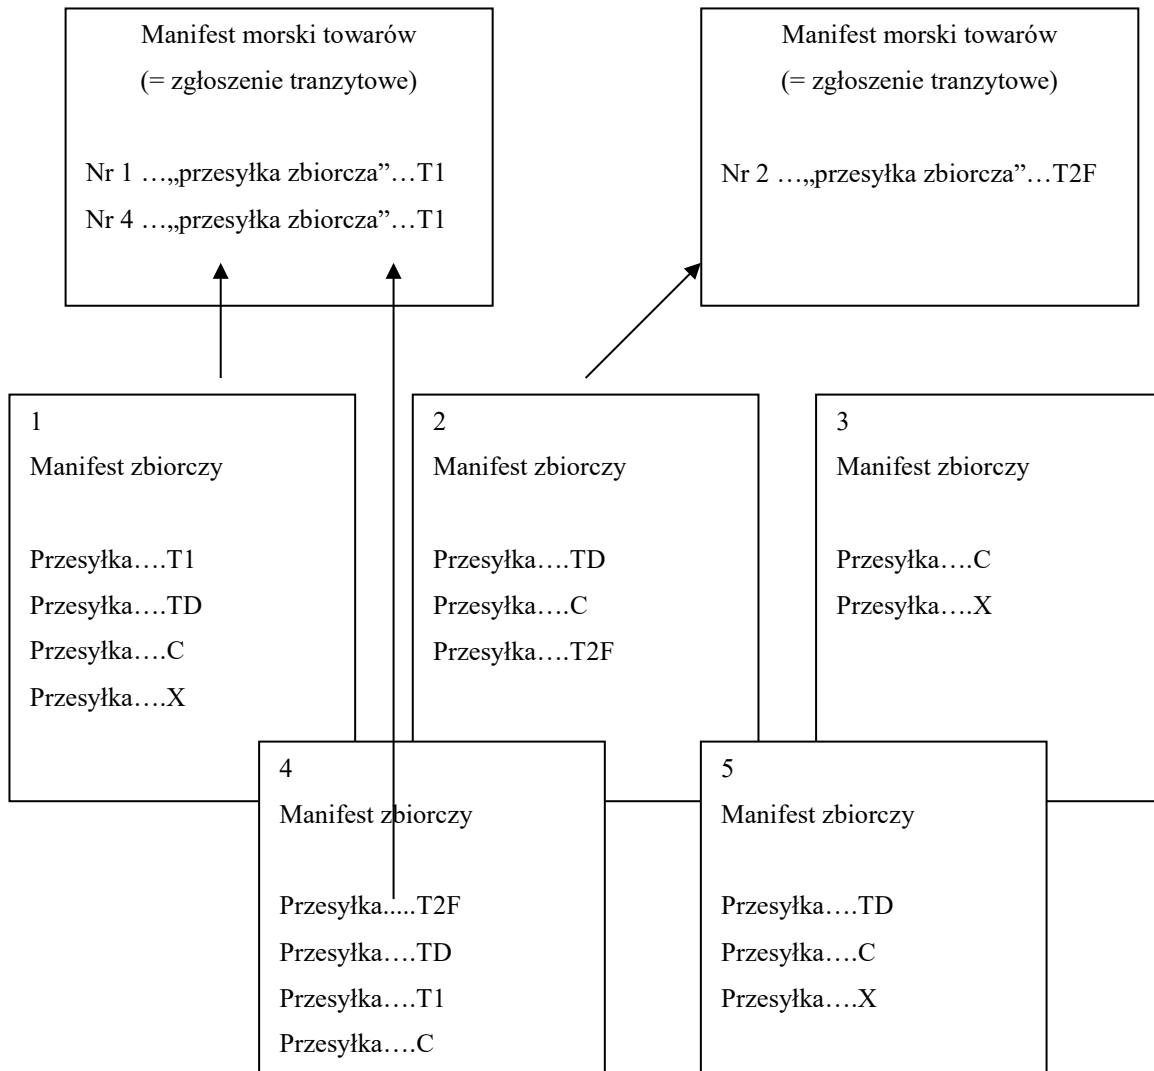 Manifest morski towarów
(= zgłoszenie tranzytowe)
Nr 1 …„przesyłka zbiorcza”…T1
Nr 4 …„przesyłka zbiorcza”…T1
Manifest morski towarów
(= zgłoszenie tranzytowe)
Nr 2 …„przesyłka zbiorcza”…T2F
1
Manifest zbiorczy
Przesyłka….T1
Przesyłka….TD
Przesyłka….C
Przesyłka….X
2
Manifest zbiorczy
Przesyłka….TD
Przesyłka….C
Przesyłka….T2F
3
Manifest zbiorczy
Przesyłka….C
Przesyłka….X
4
Manifest zbiorczy
Przesyłka.....T2F
Przesyłka….TD
Przesyłka….T1
Przesyłka….C
5
Manifest zbiorczy
Przesyłka….TD
Przesyłka….C
Przesyłka….X